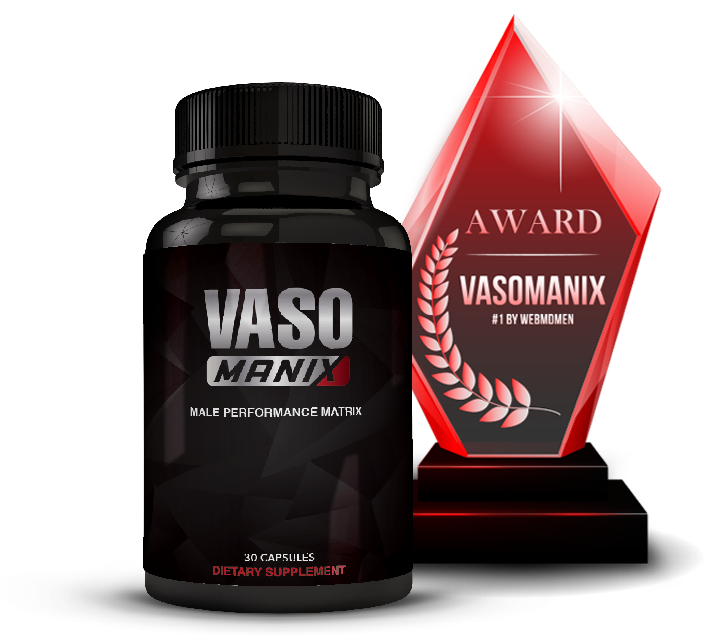 VASO
MANIX
MALE PERFORMANCE MATRIX
30 CAPSULES
DIETARY SUPPLEMENT
AWARD
VASOMANIX
#1 BY WEBMDMEN